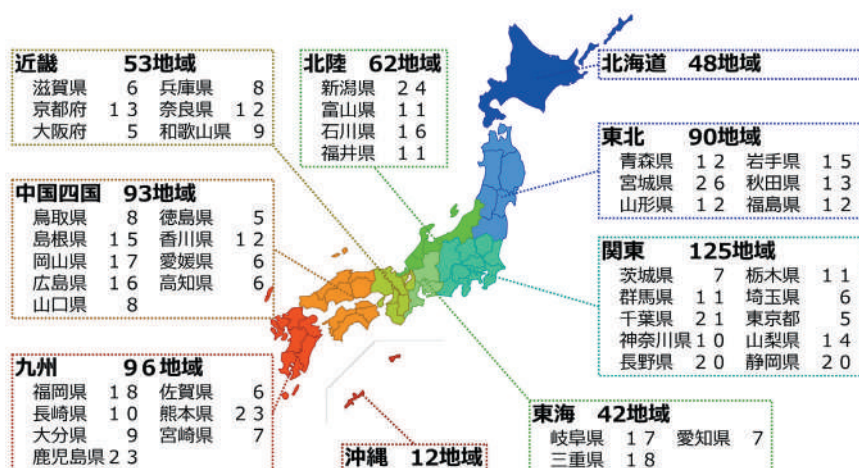 近畿 53地域
滋賀県 6 兵庫県 8
京都府 13 奈良県 12
大阪府 5 和歌山県 9
北陸 62地域
新潟県 24
富山県 11
石川県 16
福井県 11
北海道 48地域
東北 90地域
青森県 12 岩手県 15
宮城県 26 秋田県 13
山形県 12 福島県 12
中国四国 93地域
鳥取県 8 徳島県 5
島根県 15 香川県 12
岡山県 17 愛媛県 6
広島県 16 高知県 6
山口県 8
関東 125地域
茨城県 7 栃木県 11
群馬県 11 埼玉県 6
千葉県 21 東京都 5
神奈川県 10 山梨県 14
長野県 20 静岡県 20
九州 96地域
福岡県 18 佐賀県 6
長崎県 10 熊本県 23
大分県 9 宮崎県 7
鹿児島県 23
沖縄 12地域
東海 42地域
岐阜県 17 愛知県 7
三重県 18